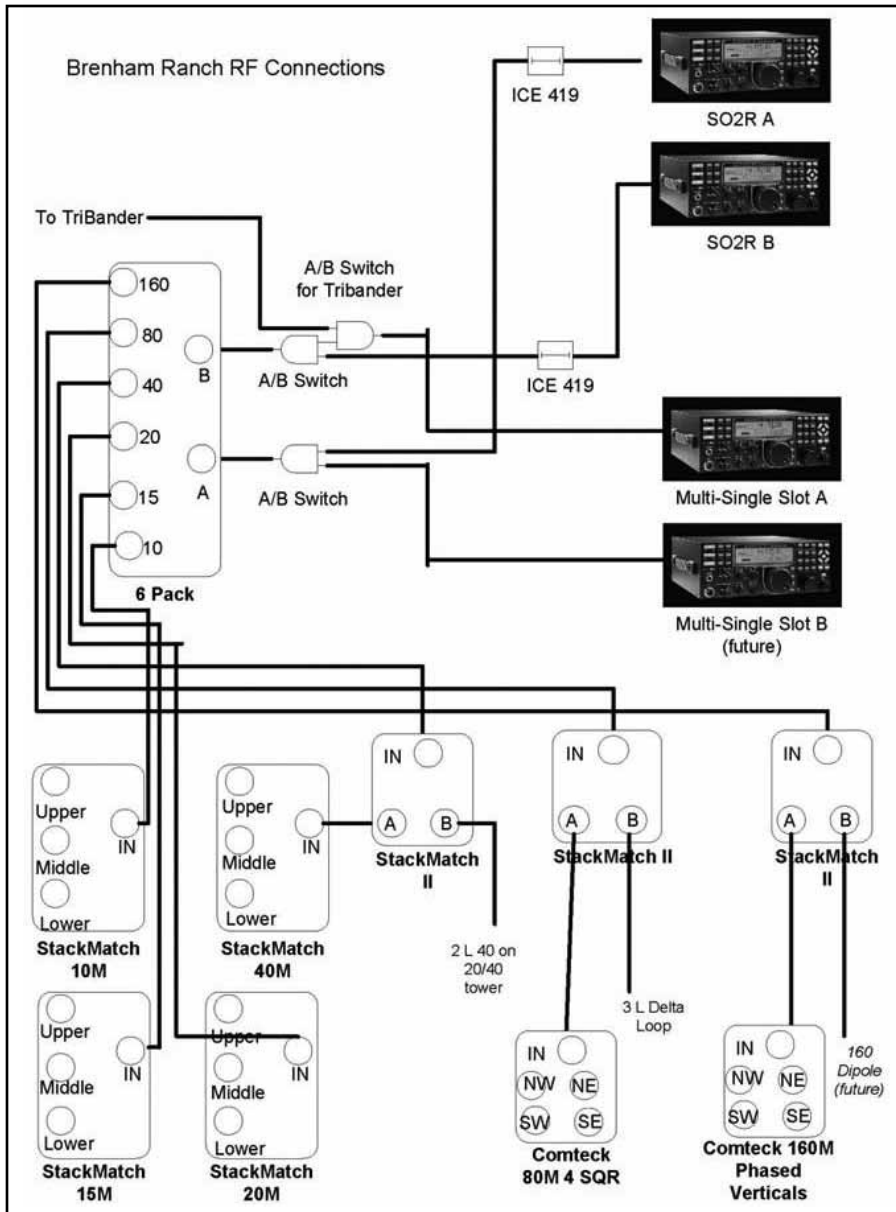 Brenham Ranch RF Connections
ICE 419
SO2R A
SO2R B
To TriBander
A/B Switch
for Tribander
160
80
40
20
15
10
B
A
A/B Switch
A/B Switch
ICE 419
6 Pack
Multi-Single Slot A
Multi-Single Slot B
(future)
IN
A
B
StackMatch
II
IN
A
B
StackMatch II
IN
A
B
StackMatch
II
Upper
Middle
Lower
IN
StackMatch
10M
Upper
Middle
Lower
IN
StackMatch
40M
2 L 40 on
20/40
tower
3 L Delta
Loop
160
Dipole
(future)
Upper
Middle
Lower
IN
StackMatch
15M
Upper
Middle
Lower
IN
StackMatch
20M
IN
NW
NE
SW
SE
Comteck
80M 4 SQR
IN
NW
NE
SW
SE
Comteck 160M
Phased
Verticals